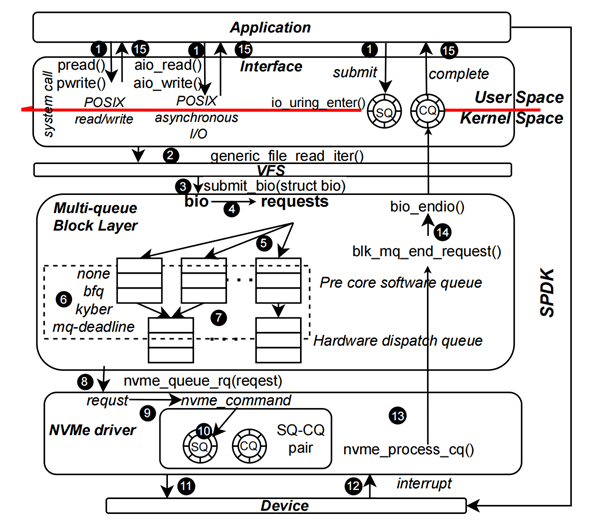 Application
1 15 1 15 1 15
Interface
pread() aio_read() submit complete
pwrite() aio_write()
system call
POSIX read/write
POSIX asynchronous I/O
io_uring_enter() SQ CQ User Space
Kernel Space
2 generic_file_read_iter()
VFS
3 submit_bio(struct bio)
bio 4 requests
Multi-queue
Block Layer
bio_endio()
14
blk_mq_end_request()
5
none
bfq
6 kyber
mq-deadline
Pre core software queue
7
Hardware dispatch queue
SPDK
8 nvme_queue_rq(reqest)
requst 9 nvme_command
NVMe driver
10
SQ CQ
SQ-CQ
pair
13
nvme_process_cq()
11 12 interrupt
Device